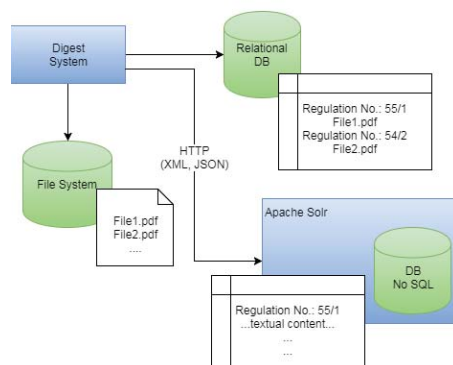 Digest
System
Relational
DB
Regulation No.: 55/1
File1.pdf
Regulation No.: 54/2
File2.pdf
HTTP
(XML, JSON)
File System
File1.pdf
File2.pdf
....
Apache Solr
DB
No SQL
Regulation No.: 55/1
...textual content...
...
...